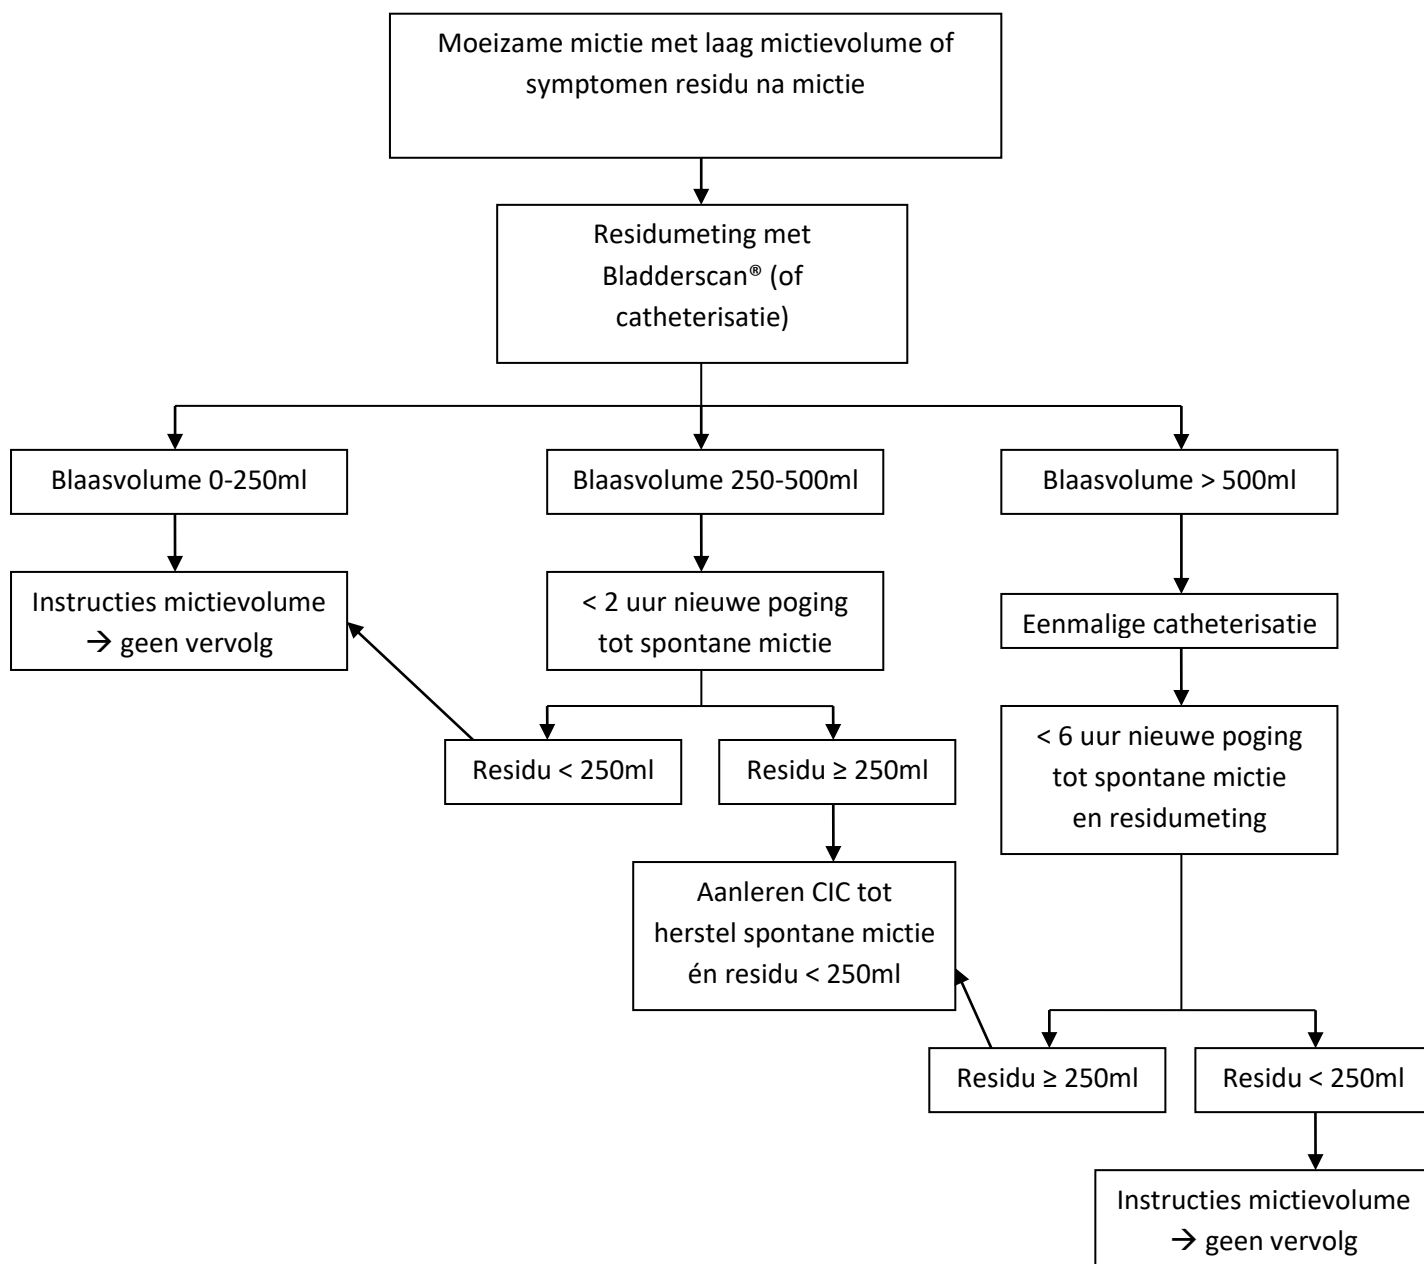 Moeizame mictie met laag mictievolume of
symptomen residu na mictie
Residumeting met
Bladderscan® (of
catheterisatie)
Blaasvolume 0-250ml
Blaasvolume 250-500ml
Blaasvolume > 500ml
Instructies mictievolume
→ geen vervolg
< 2 uur nieuwe poging
tot spontane mictie
Eenmalige catheterisatie
Residu < 250ml
Residu ≥ 250ml
< 6 uur nieuwe poging
tot spontane mictie
en residumeting
Aanleren CIC tot
herstel spontane mictie
én residu < 250ml
Residu ≥ 250ml
Residu < 250ml
Instructies mictievolume
→ geen vervolg